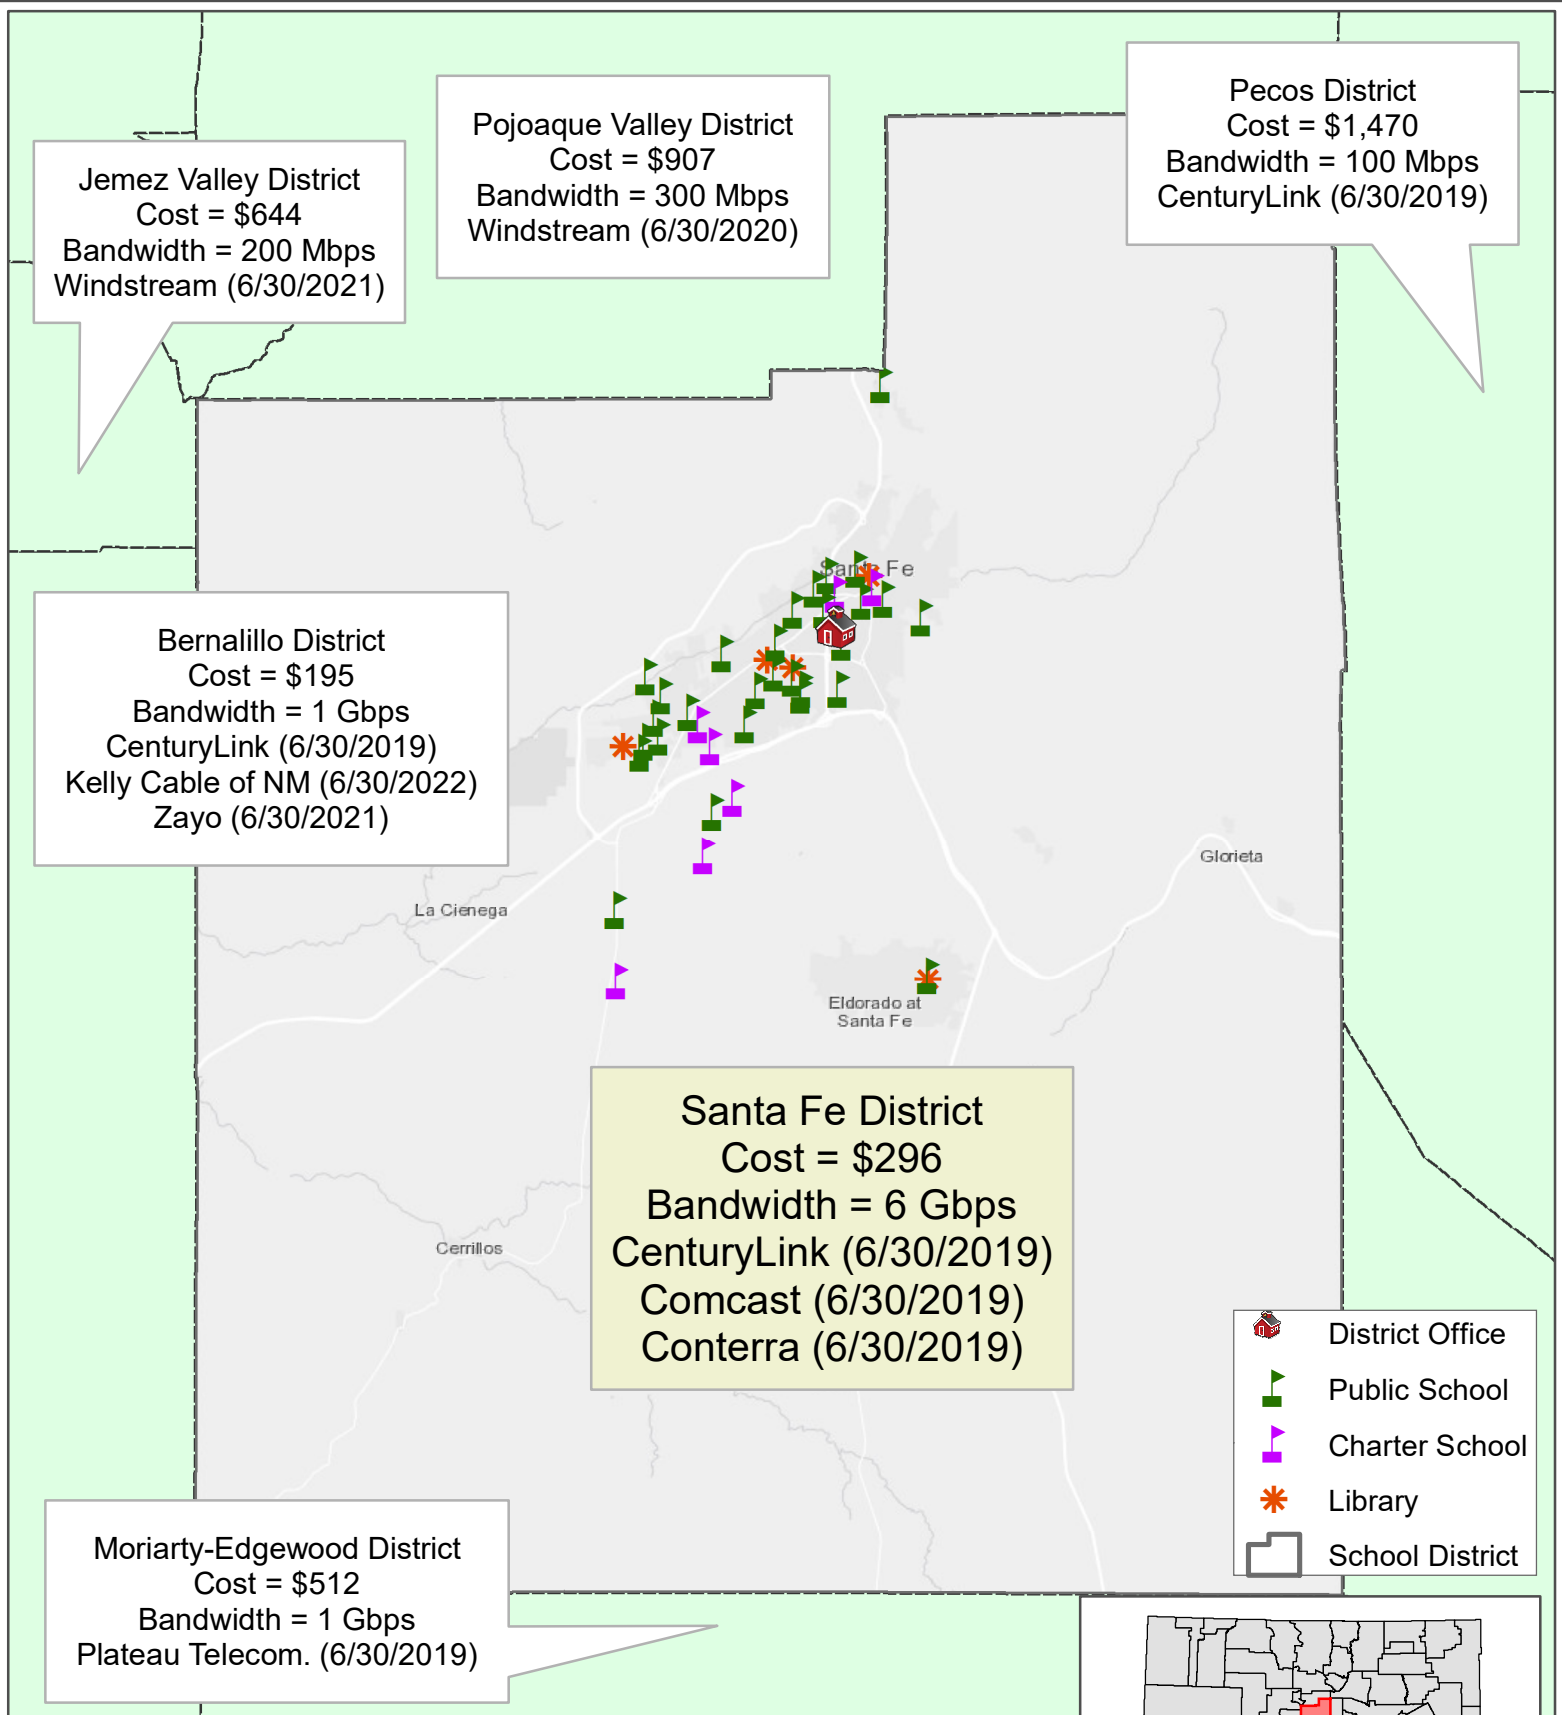 Pojoaque Valley District
Cost = $907
Bandwidth = 300 Mbps
Windstream (6/30/2020)
Pecos District
Cost = $1,470
Bandwidth = 100 Mbps
CenturyLink (6/30/2019)
Jemez Valley District
Cost = $644
Bandwidth = 200 Mbps
Windstream (6/30/2021)
Santa Fe
Bernalillo District
Cost = $195
Bandwidth = 1 Gbps
CenturyLink (6/30/2019)
Kelly Cable of NM (6/30/2022)
Zayo (6/30/2021)
Glorieta
La Cienega
Eldorado at
Santa Fe
Santa Fe District
Cost = $296
Bandwidth = 6 Gbps
CenturyLink (6/30/2019)
Comcast (6/30/2019)
Conterra (6/30/2019)
Cerrillos
District Office
Public School
Charter School
Library
School District
Moriarty-Edgewood District
Cost = $512
Bandwidth = 1 Gbps
Plateau Telecom. (6/30/2019)